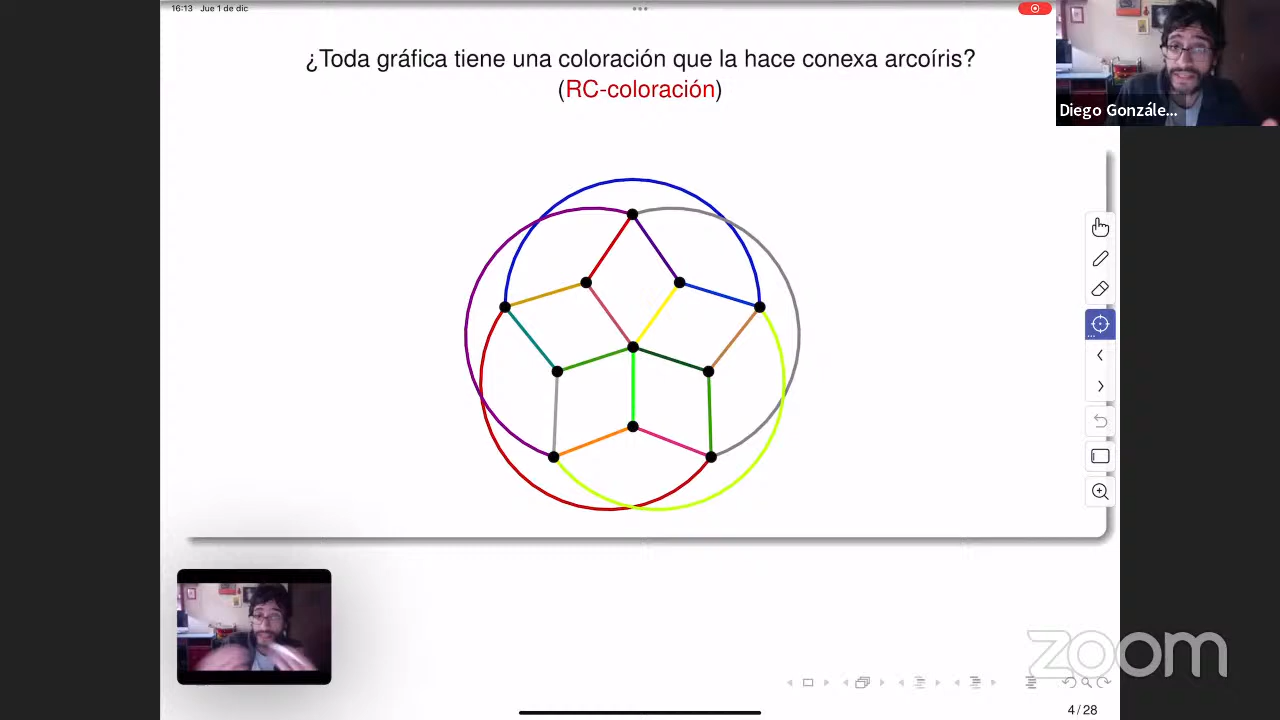 16:13 Jue 1 de dic
¿Toda gráfica tiene una coloración que la hace conexa arcoíris?
(RC-coloración)
Diego Gonzále...
zoom
4/28